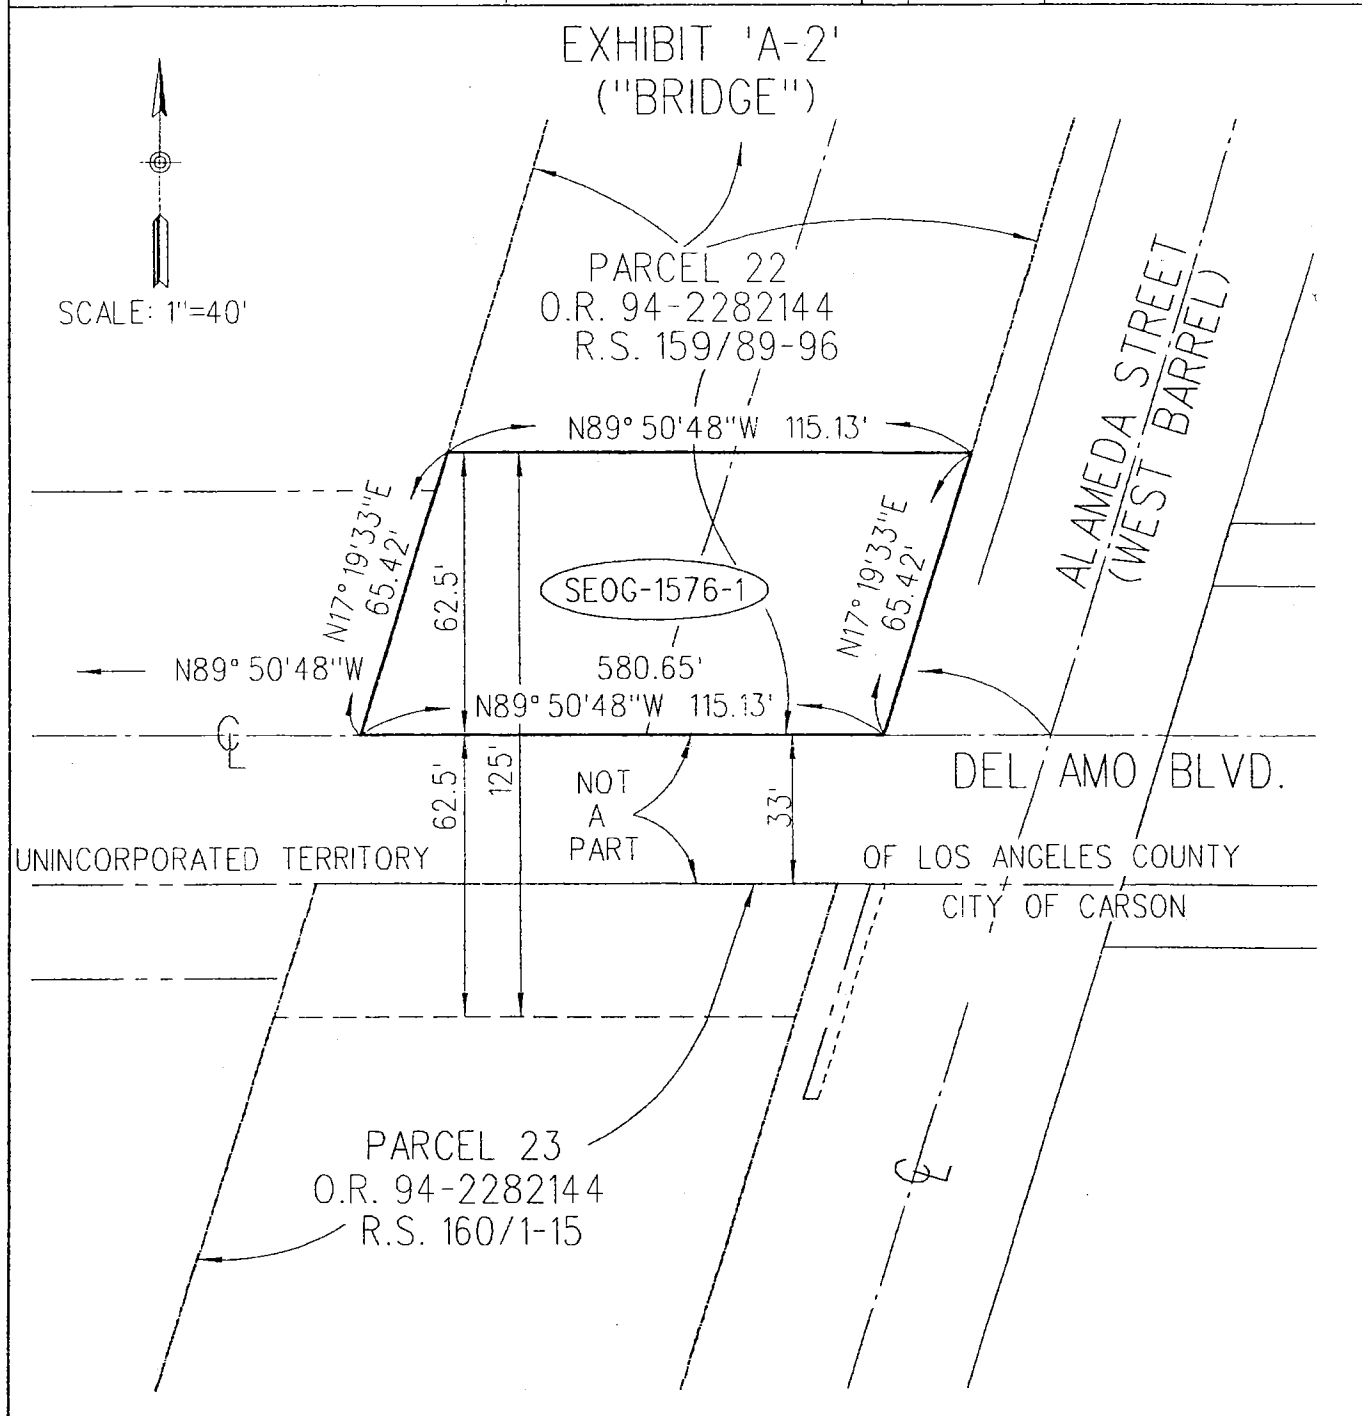 EXHIBIT 'A-2'
("BRIDGE")
SCALE: 1"=40'
PARCEL 22
O.R. 94-2282144
R.S. 159/89-96
ALAMEDA STREET
(WEST BARREL)
N89°50'48"W 115.13'
N17°19'33"E
65.42'
62.5'
SEOG-1576-1
N17°19'33"E
65.42'
N89°50'48"W
580.65'
N89°50'48"W 115.13'
CL
DEL AMO BLVD.
62.5'
125'
NOT
A
PART
33'
UNINCORPORATED TERRITORY OF LOS ANGELES COUNTY
CITY OF CARSON
PARCEL 23
O.R. 94-2282144
R.S. 160/1-15
CL